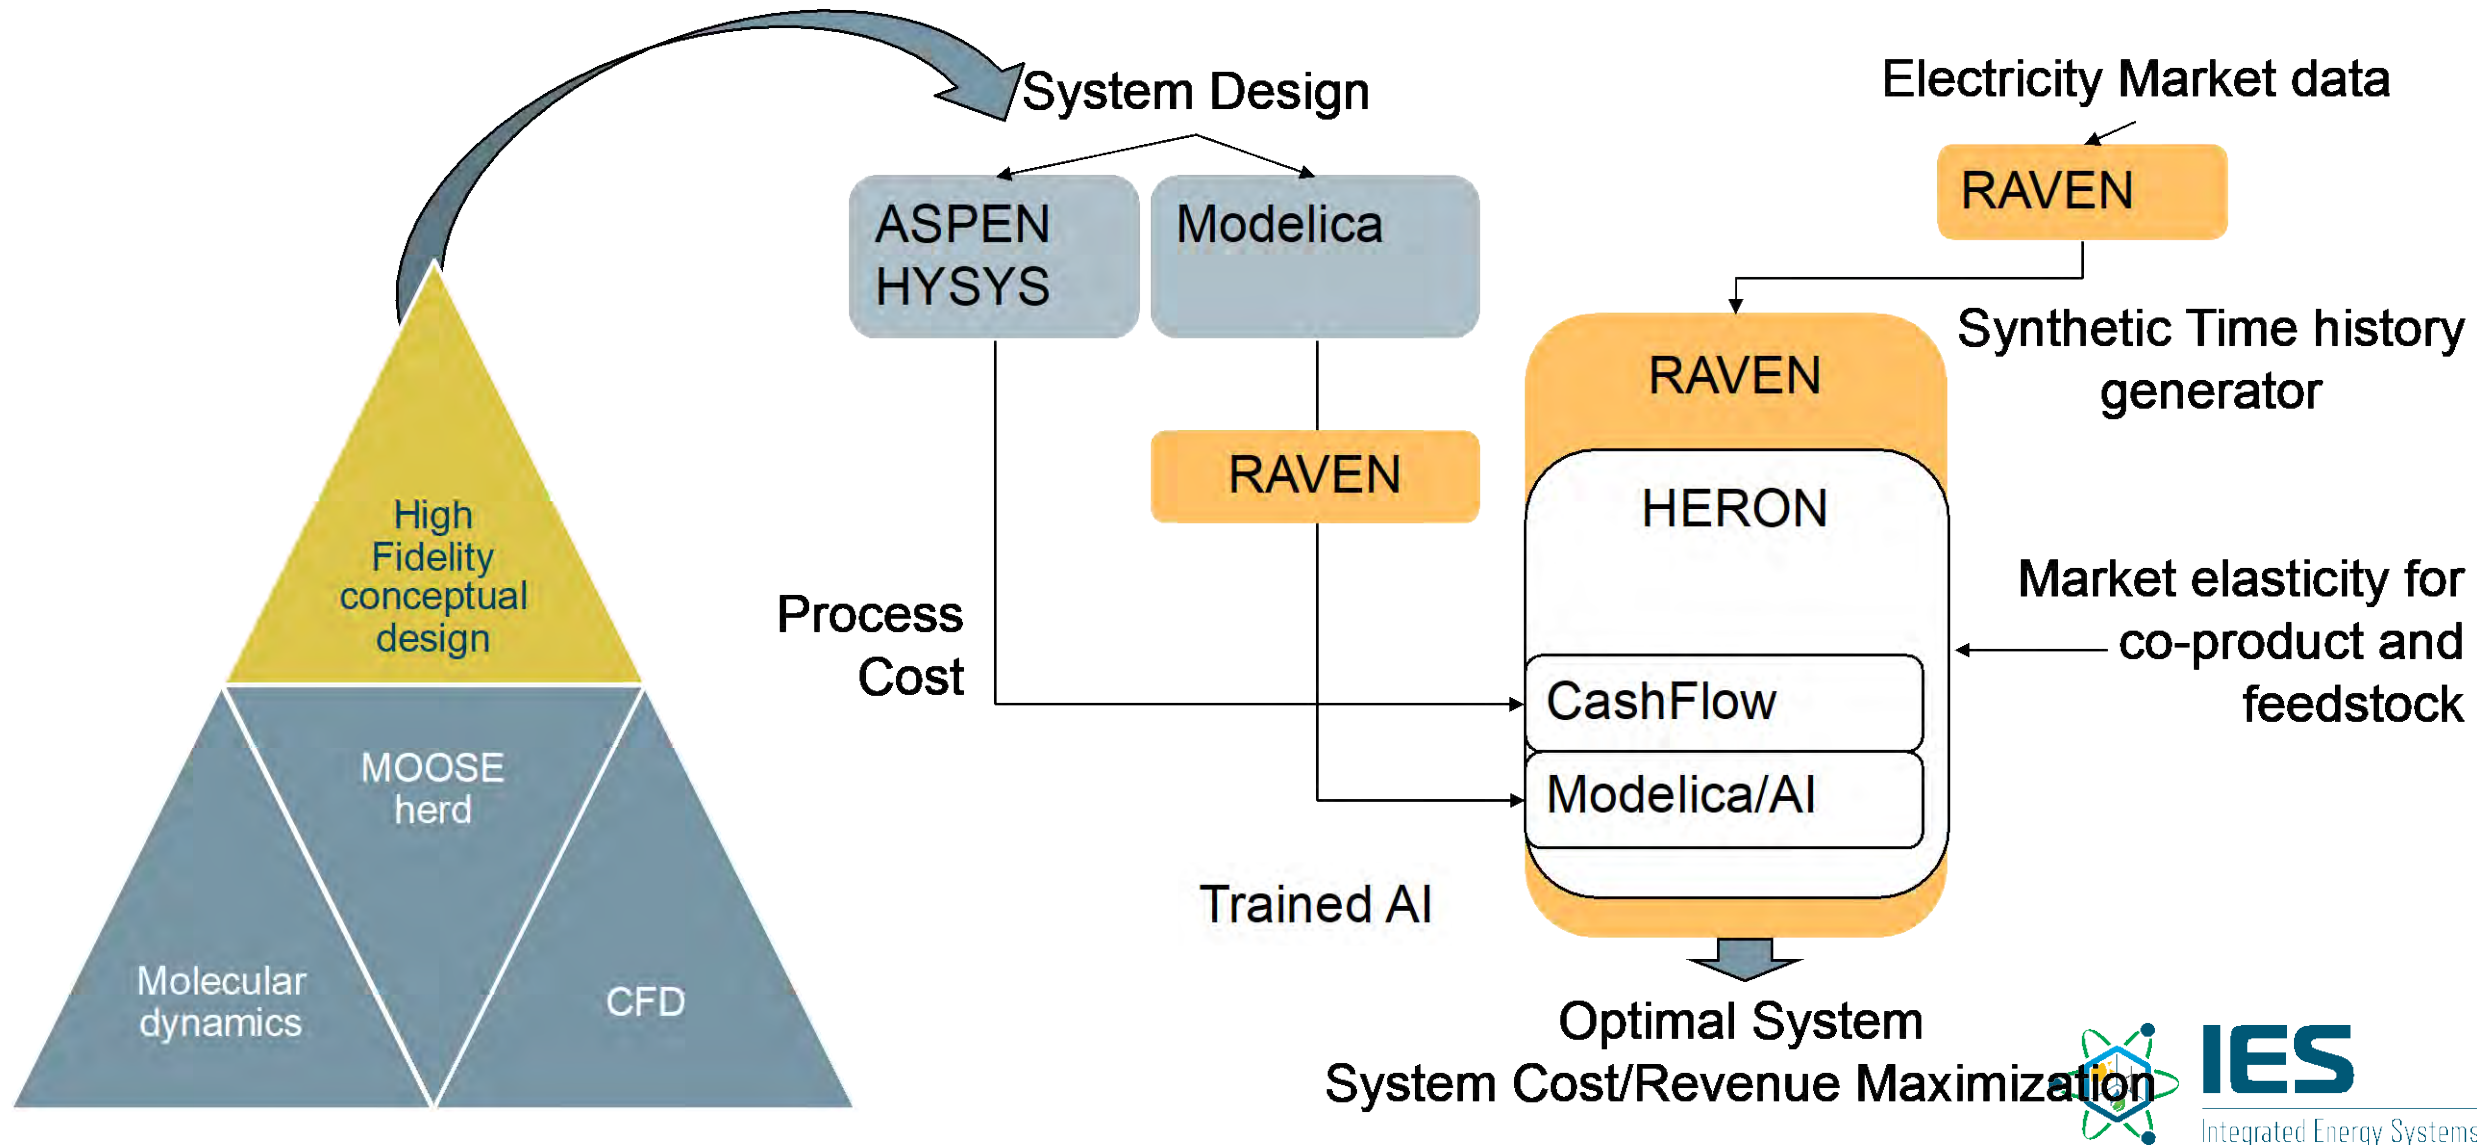 System Design
Electricity Market data
ASPEN
HYSYS
Modelica
RAVEN
Synthetic Time history
generator
RAVEN
RAVEN
HERON
High
Fidelity
conceptual
design
Process
Cost
Market elasticity for
co-product and
feedstock
CashFlow
Modelica/AI
MOOSE
herd
Trained AI
Molecular
dynamics
CFD
Optimal System
System Cost/Revenue Maximization
IES
Integrated Energy Systems